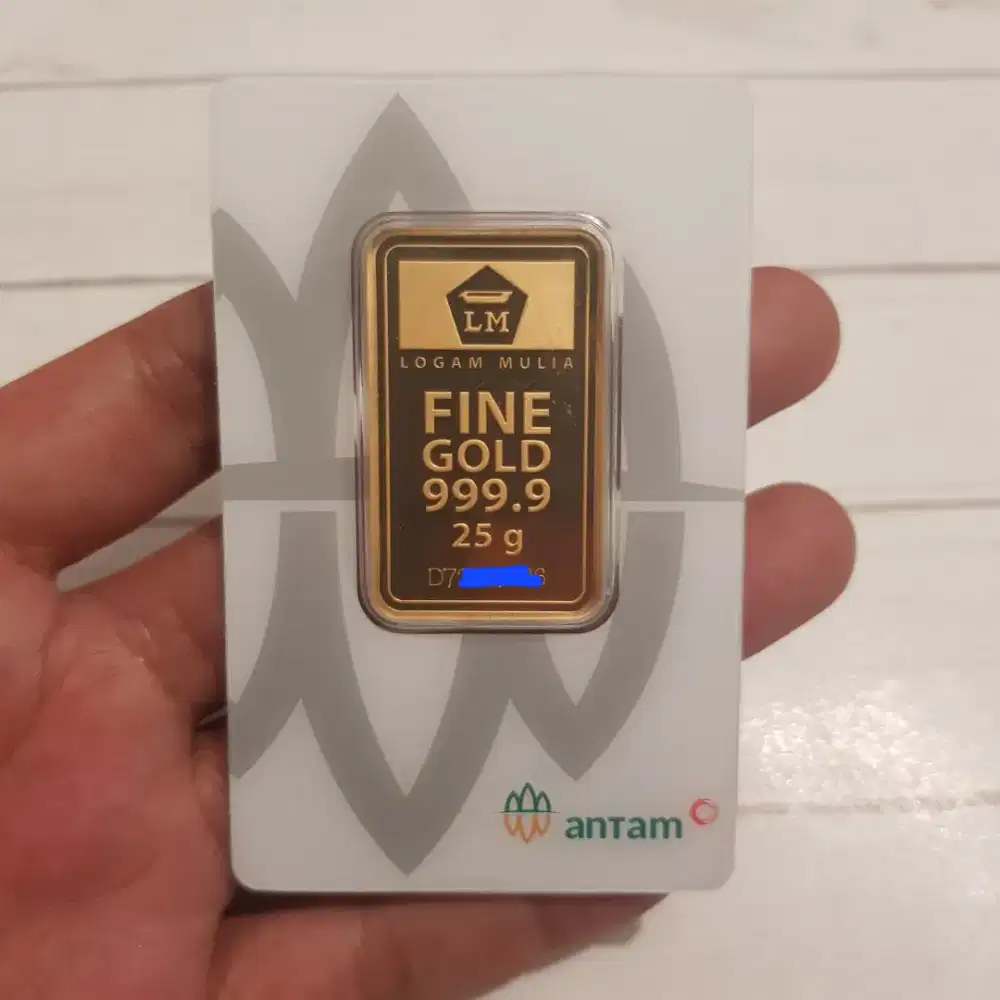 LM
LOGAM MULIA
FINE
GOLD
999.9
25 g
antam